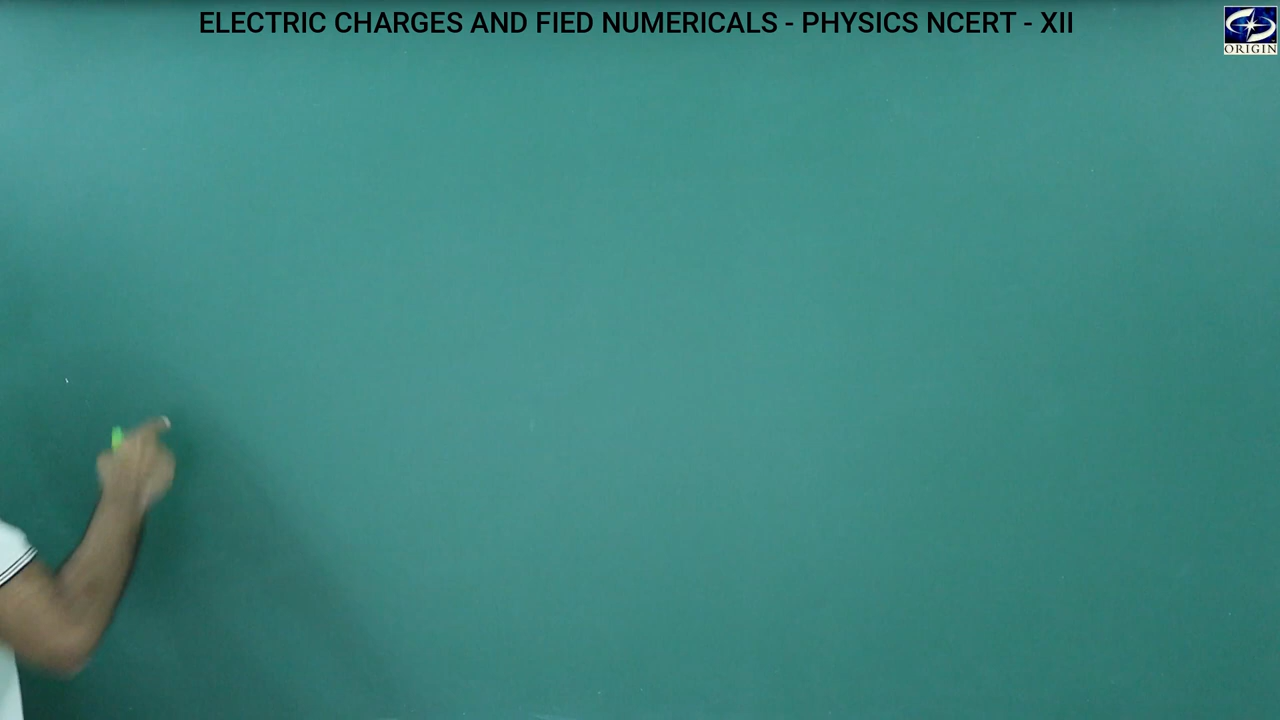 ELECTRIC CHARGES AND FIED NUMERICALS - PHYSICS NCERT - XII
ORIGIN